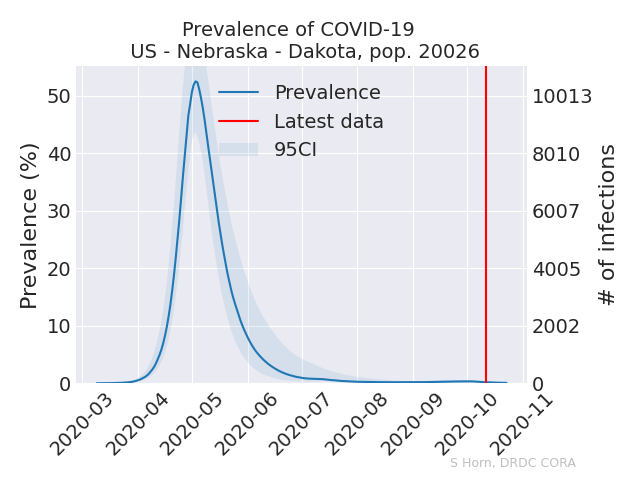 Prevalence of COVID-19
US - Nebraska - Dakota, pop. 20026
Prevalence
Latest data
95CI
Prevalence (%)
50
40
30
20
10
0
10013
8010
6007
4005
2002
0
# of infections
2020-03
2020-04
2020-05
2020-06
2020-07
2020-08
2020-09
2020-10
2020-11
S Horn, DRDC CORA